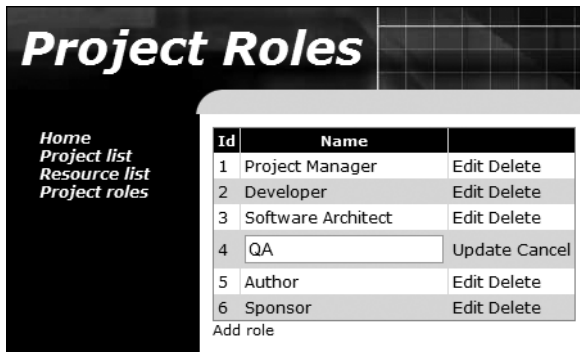 Project Roles
Home
Project list
Resource list
Project roles
Id Name
1 Project Manager Edit Delete
2 Developer Edit Delete
3 Software Architect Edit Delete
4 QA Update Cancel
5 Author Edit Delete
6 Sponsor Edit Delete
Add role